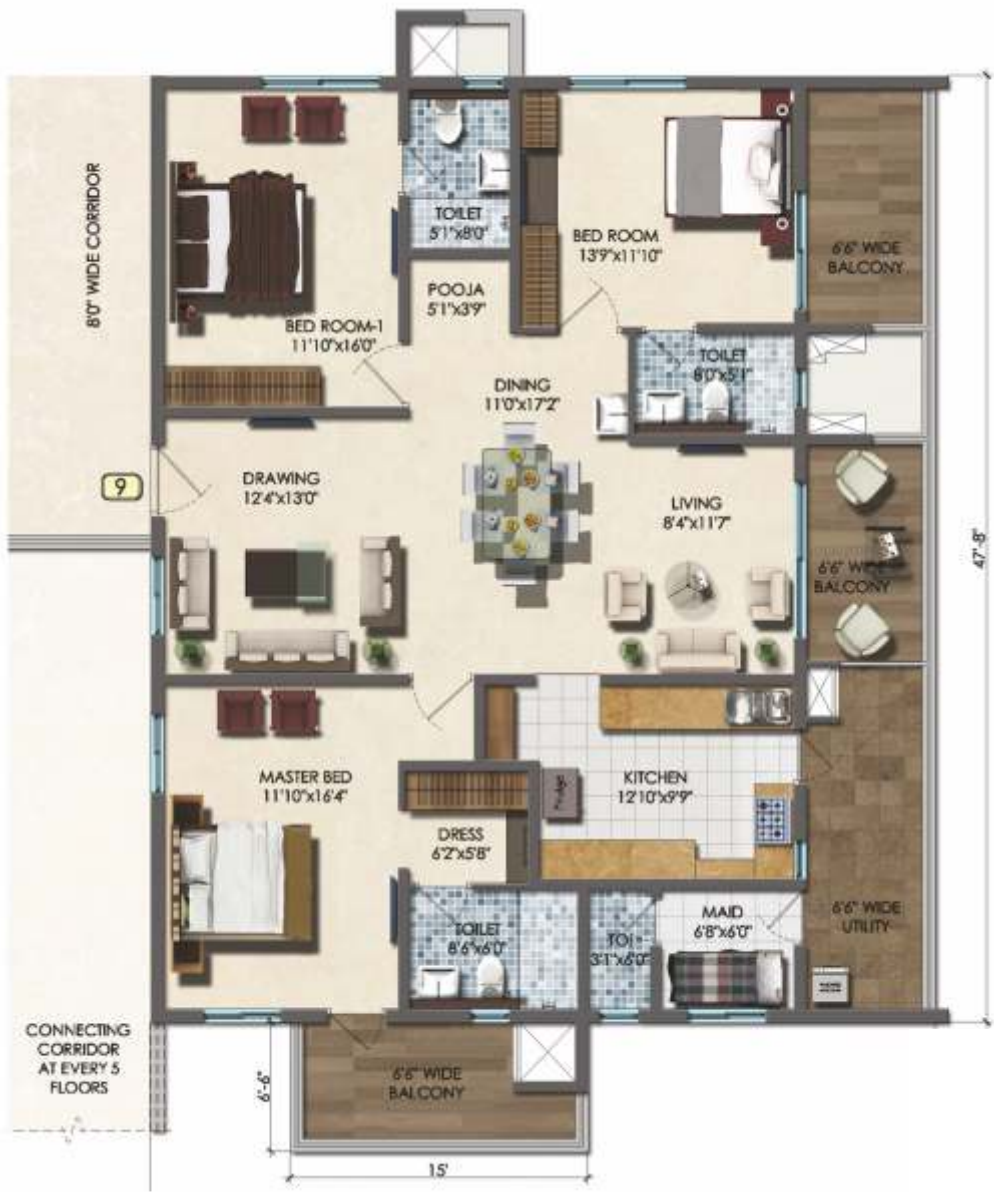 8'0" WIDE CORRIDOR
TOILET
5'1"x8'0"
BED ROOM
13'9"x11'10"
6'6" WIDE
BALCONY
POOJA
5'1"x3'9"
BED ROOM-1
11'10"x16'0"
TOILET
8'0"x5'1"
DINING
11'0"x17'2"
9
DRAWING
12'4"x13'0"
LIVING
8'4"x11'7"
6'6" WIDE
BALCONY
47'-8"
MASTER BED
11'10"x16'4"
KITCHEN
12'10"x9'9"
Fridge
DRESS
6'2"x5'8"
TOILET
8'6"x6'0"
TOI
3'1"x6'0"
MAID
6'8"x6'0"
6'6" WIDE
UTILITY
CONNECTING
CORRIDOR
AT EVERY 5
FLOORS
6'-6"
6'6" WIDE
BALCONY
15'